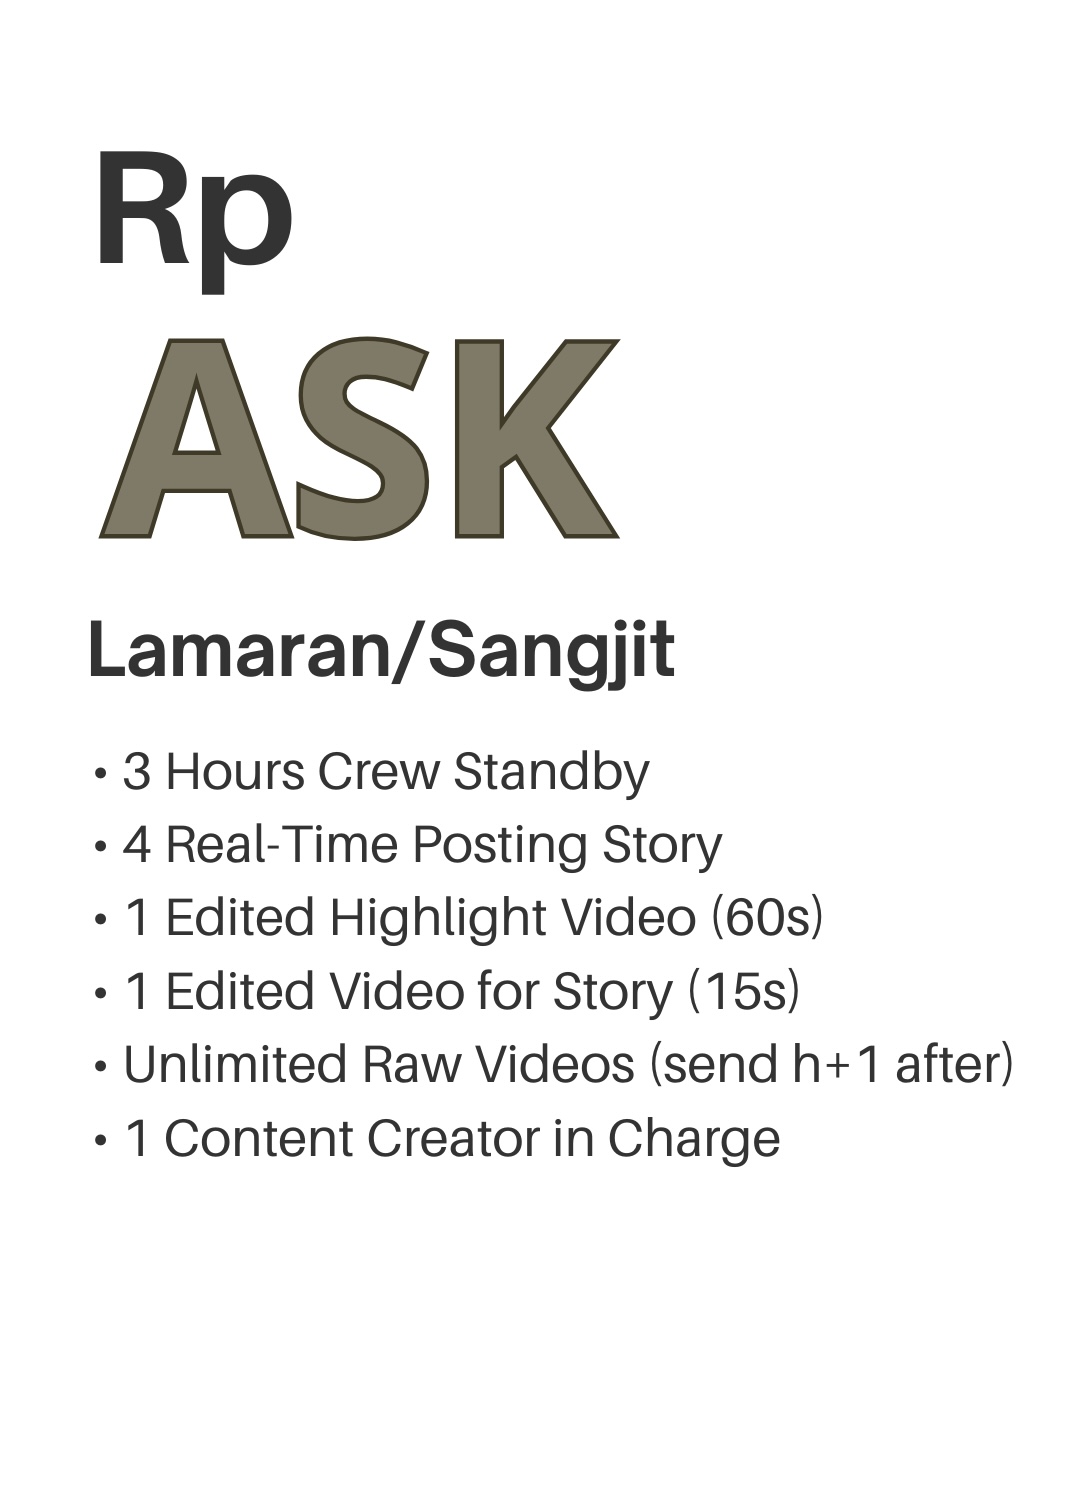 Rp
ASK
Lamaran/Sangjit
• 3 Hours Crew Standby
• 4 Real-Time Posting Story
• 1 Edited Highlight Video (60s)
• 1 Edited Video for Story (15s)
• Unlimited Raw Videos (send h+1 after)
• 1 Content Creator in Charge